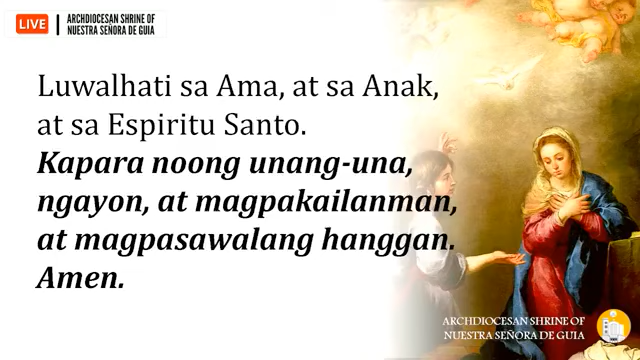 LIVE
ARCHDIOCESAN SHRINE OF
NUESTRA SEÑORA DE GUIA
Luwalhati sa Ama, at sa Anak,
at sa Espiritu Santo.
Kapara noong unang-una,
ngayon, at magpakailanman,
at magpasawalang hanggan.
Amen.
ARCHDIOCESAN SHRINE OF
NUESTRA SEÑORA DE GUIA